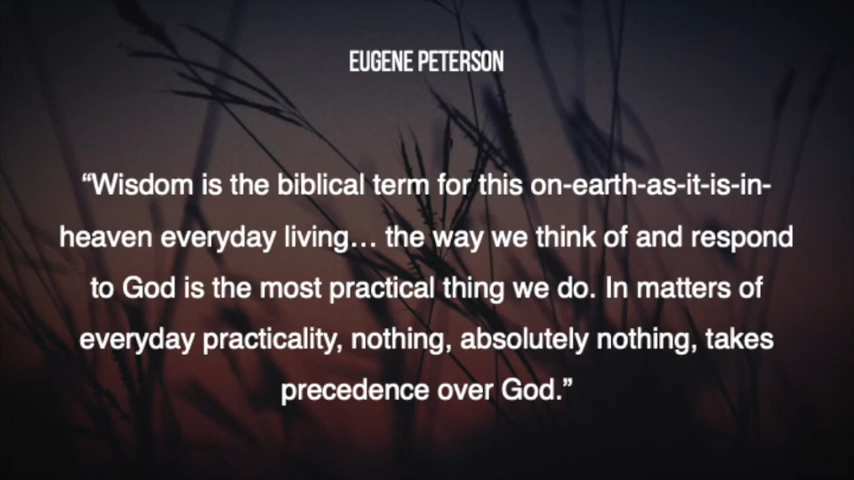 EUGENE PETERSON
“Wisdom is the biblical term for this on-earth-as-it-is-in-
heaven everyday living… the way we think of and respond
to God is the most practical thing we do. In matters of
everyday practicality, nothing, absolutely nothing, takes
precedence over God.”